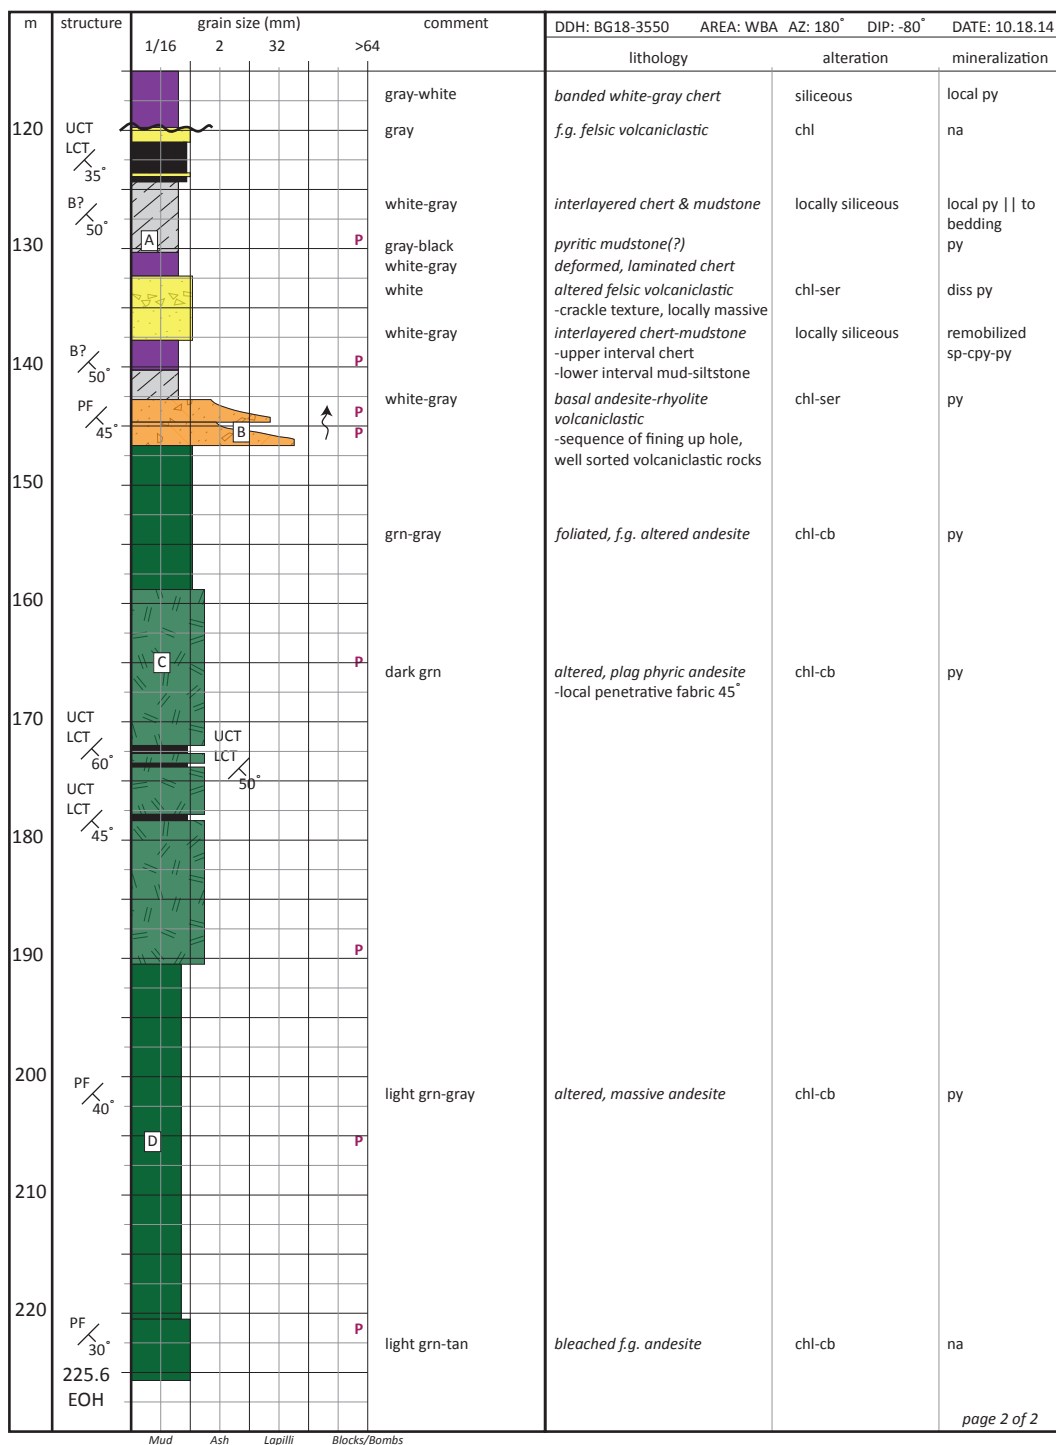 m structure grain size (mm) comment DDH: BG18-3550 AREA: WBA AZ: 180° DIP: -80° DATE: 10.18.14
1/16 2 32 >64
lithology alteration mineralization
gray-white banded white-gray chert siliceous local py
120 UCT gray f.g. felsic volcaniclastic chl na
LCT
35°
B? white-gray interlayered chert & mudstone locally siliceous local py || to
50° bedding
130 A P gray-black pyritic mudstone(?) py
white-gray deformed, laminated chert
white altered felsic volcaniclastic chl-ser diss py
-crackle texture, locally massive
white-gray interlayered chert-mudstone locally siliceous remobilized
B? -upper interval chert sp-cpy-py
140 50° P -lower interval mud-siltstone
PF white-gray basal andesite-rhyolite chl-ser py
P volcaniclastic
45° B P -sequence of fining up hole,
well sorted volcaniclastic rocks
150
grn-gray foliated, f.g. altered andesite chl-cb py
160
C P dark grn altered, plag phyric andesite chl-cb py
-local penetrative fabric 45°
170 UCT
LCT UCT
60° LCT
50°
UCT
LCT
180 45°
190 P
200 PF light grn-gray altered, massive andesite chl-cb py
40°
D P
210
220 PF P
30° light grn-tan bleached f.g. andesite chl-cb na
225.6
EOH
page 2 of 2
Mud Ash Lapilli Blocks/Bombs